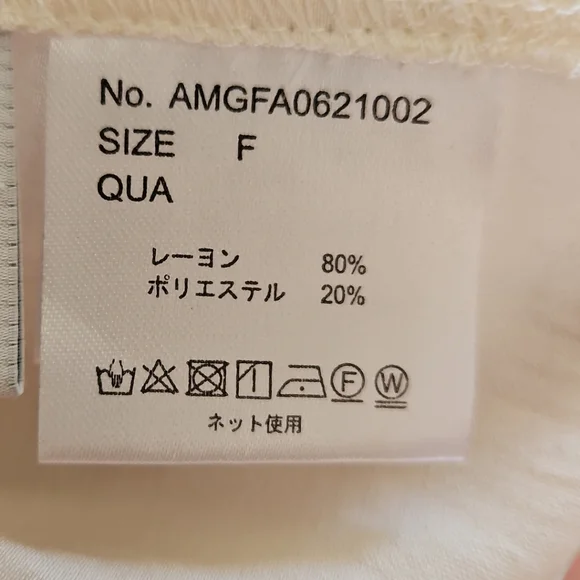 No. AMGFA0621002
SIZE F
QUA
レーヨン 80%
ポリエステル 20%
F W
ネット使用